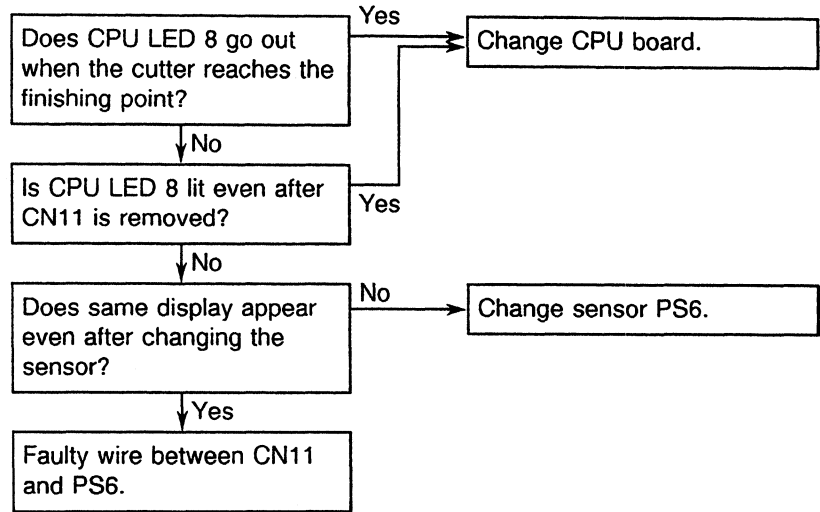 Does CPU LED 8 go out
when the cutter reaches the
finishing point?
Yes
Change CPU board.
No
Is CPU LED 8 lit even after
CN11 is removed?
Yes
No
Does same display appear
even after changing the
sensor?
No
Change sensor PS6.
Yes
Faulty wire between CN11
and PS6.